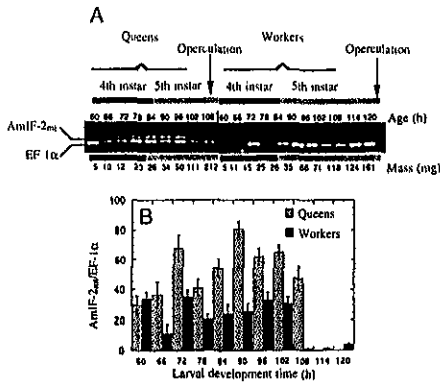 A
Queens
Operculation
Workers
Operculation
4th instar 5th instar 4th instar 5th instar
60 66 72 78 84 90 96 102 108 60 66 72 78 84 90 96 102 108 114 120 Age (h)
AmIF-2mt
EF 1α
Mass (mg)
B
Queens
Workers
AmIF-2mt/EF-1α
100
80
60
40
20
0
60 66 72 78 84 90 96 102 108 114 120
Larval development time (h)